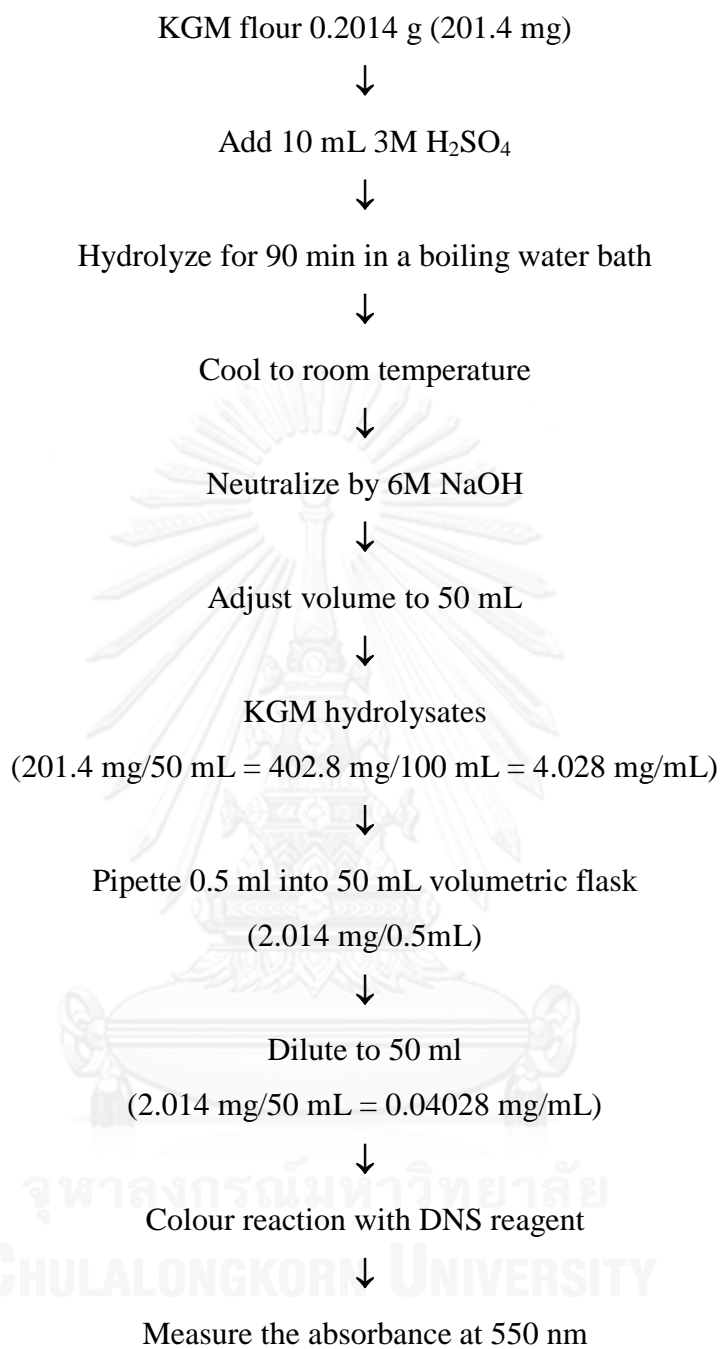 KGM flour 0.2014 g (201.4 mg)
↓
Add 10 mL 3M H₂SO₄
↓
Hydrolyze for 90 min in a boiling water bath
↓
Cool to room temperature
↓
Neutralize by 6M NaOH
↓
Adjust volume to 50 mL
↓
KGM hydrolysates
(201.4 mg/50 mL = 402.8 mg/100 mL = 4.028 mg/mL)
↓
Pipette 0.5 ml into 50 mL volumetric flask
(2.014 mg/0.5mL)
↓
Dilute to 50 ml
(2.014 mg/50 mL = 0.04028 mg/mL)
↓
จุฬาลงกรณ์มหาวิทยาลัย
Colour reaction with DNS reagent
↓
CHULALONGKORN UNIVERSITY
Measure the absorbance at 550 nm